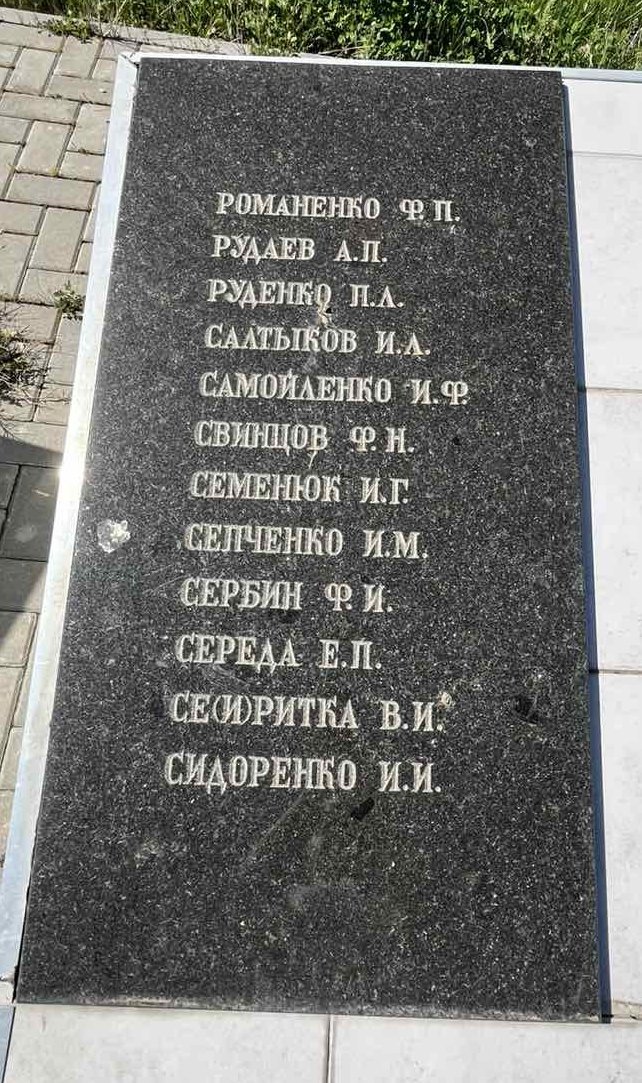 РОМАНЕНКО Ф.П.
РУДАЕВ А.П.
РУДЕНКО П.Л.
САЛТЫКОВ И.Л.
САМОЙЛЕНКО И.Ф.
СВИНЦОВ Ф.Н.
СЕМЕНЮК И.Г.
СЕПЧЕНКО И.М.
СЕРБИН Ф.И.
СЕРЕДА Е.П.
СЕ(И)РИТКА В.И.
СИДОРЕНКО И.И.